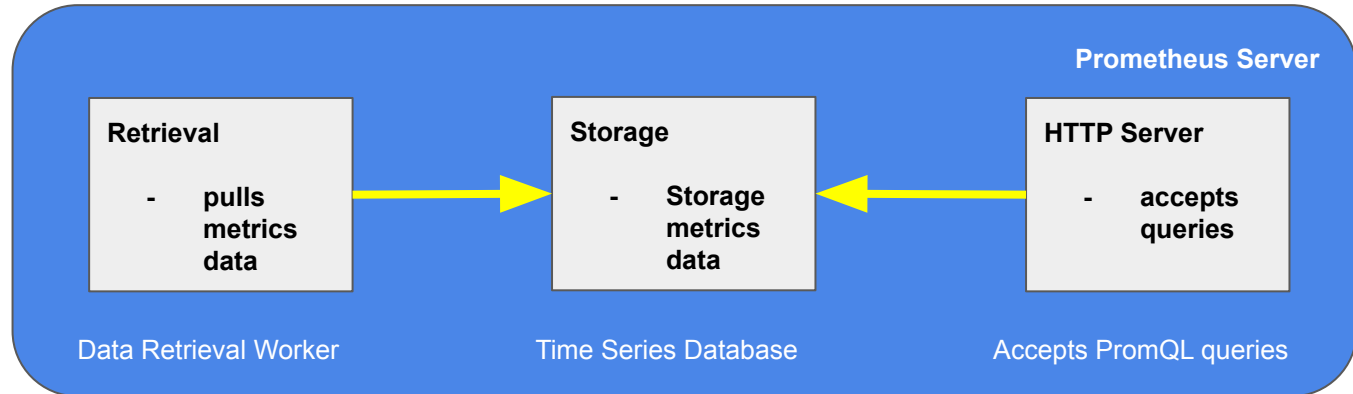 Prometheus Server
Retrieval
- pulls
metrics
data
Data Retrieval Worker
Storage
- Storage
metrics
data
Time Series Database
HTTP Server
- accepts
queries
Accepts PromQL queries